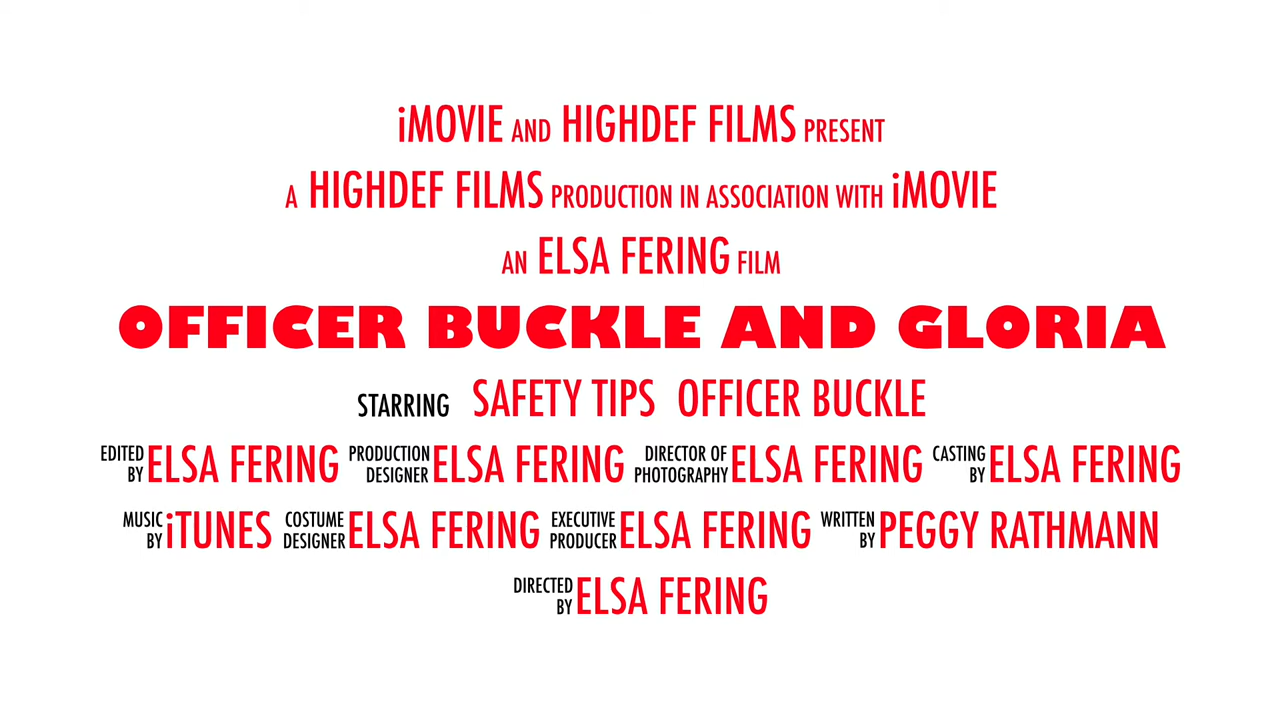 iMOVIE AND HIGHDEF FILMS PRESENT
A HIGHDEF FILMS PRODUCTION IN ASSOCIATION WITH iMOVIE
AN ELSA FERING FILM
OFFICER BUCKLE AND GLORIA
STARRING SAFETY TIPS OFFICER BUCKLE
EDITED BY ELSA FERING PRODUCTION DESIGNER ELSA FERING DIRECTOR OF PHOTOGRAPHY ELSA FERING CASTING BY ELSA FERING
MUSIC BY iTUNES COSTUME DESIGNER ELSA FERING EXECUTIVE PRODUCER ELSA FERING WRITTEN BY PEGGY RATHMANN
DIRECTED BY ELSA FERING